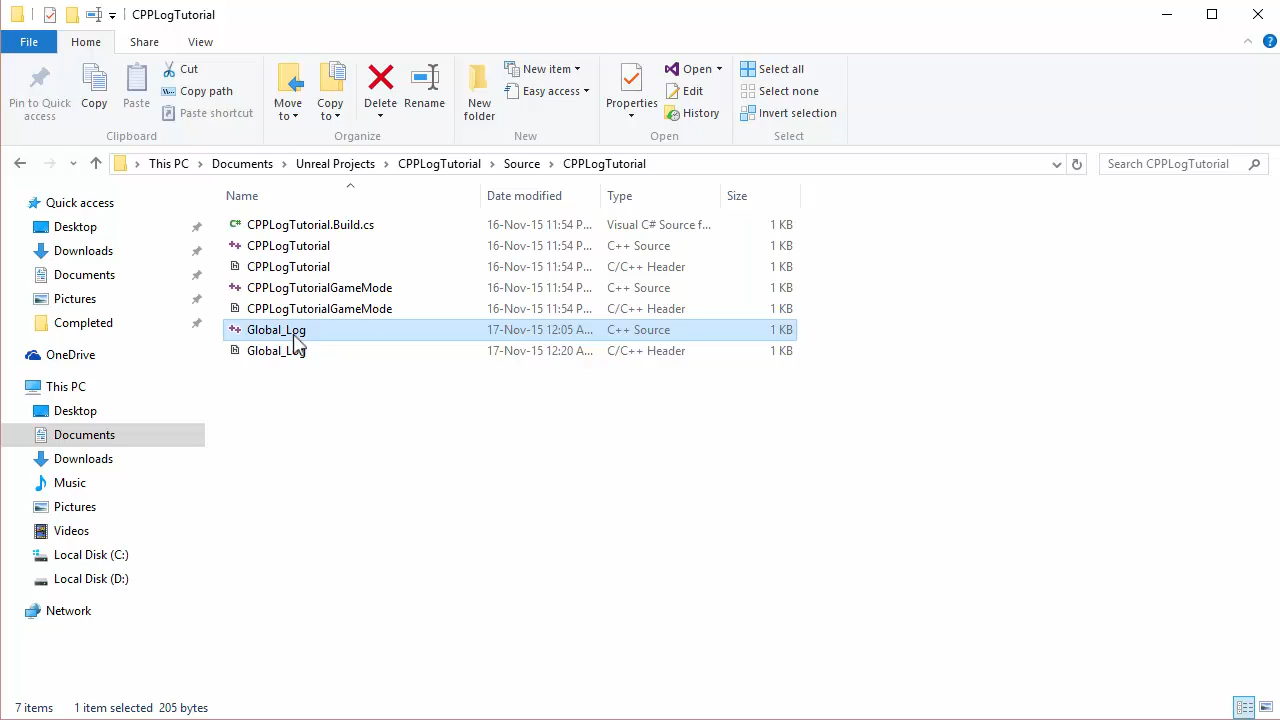 CPPLogTutorial
File Home Share View
Pin to Quick access
Copy
Paste
Cut
Copy path
Paste shortcut
Clipboard
Move to
Copy to
Delete
Rename
Organize
New folder
New item
Easy access
New
Properties
Open
Edit
History
Open
Select all
Select none
Invert selection
Select
This PC Documents Unreal Projects CPPLogTutorial Source CPPLogTutorial
Search CPPLogTutorial
Quick access
Desktop
Downloads
Documents
Pictures
Completed
OneDrive
This PC
Desktop
Documents
Downloads
Music
Pictures
Videos
Local Disk (C:)
Local Disk (D:)
Network
Name Date modified Type Size
CPPLogTutorial.Build.cs 16-Nov-15 11:54 P... Visual C# Source f... 1 KB
CPPLogTutorial 16-Nov-15 11:54 P... C++ Source 1 KB
CPPLogTutorial 16-Nov-15 11:54 P... C/C++ Header 1 KB
CPPLogTutorialGameMode 16-Nov-15 11:54 P... C++ Source 1 KB
CPPLogTutorialGameMode 16-Nov-15 11:54 P... C/C++ Header 1 KB
Global_Log 17-Nov-15 12:05 A... C++ Source 1 KB
Global_Log 17-Nov-15 12:20 A... C/C++ Header 1 KB
7 items 1 item selected 205 bytes